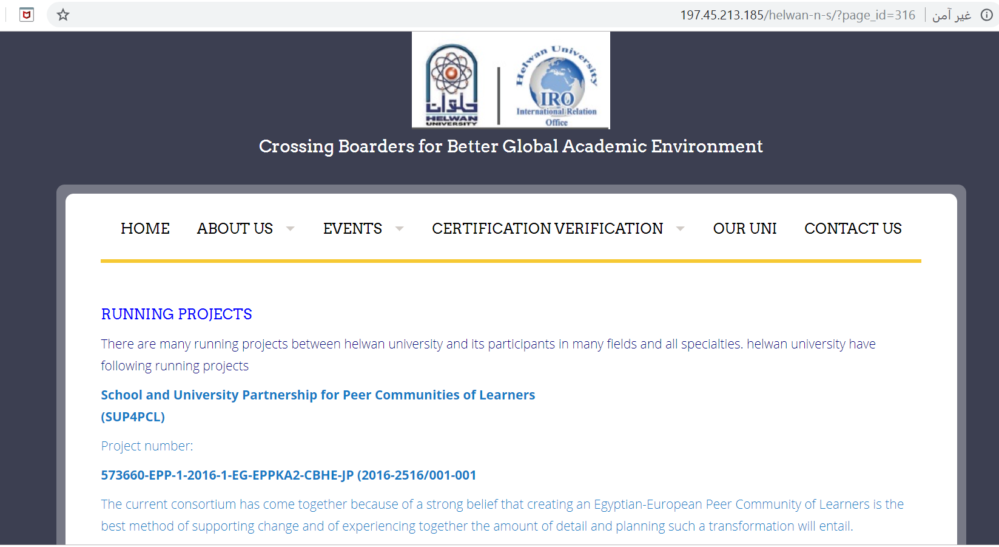 197.45.213.185/helwan-n-s/?page_id=316 غير آمن
حلوان
HELWAN
UNIVERSITY
Helwan University
IRO
International Relation
Office
Crossing Boarders for Better Global Academic Environment
HOME ABOUT US EVENTS CERTIFICATION VERIFICATION OUR UNI CONTACT US
RUNNING PROJECTS
There are many running projects between helwan university and its participants in many fields and all specialties. helwan university have
following running projects
School and University Partnership for Peer Communities of Learners
(SUP4PCL)
Project number:
573660-EPP-1-2016-1-EG-EPPKA2-CBHE-JP (2016-2516/001-001
The current consortium has come together because of a strong belief that creating an Egyptian-European Peer Community of Learners is the
best method of supporting change and of experiencing together the amount of detail and planning such a transformation will entail.